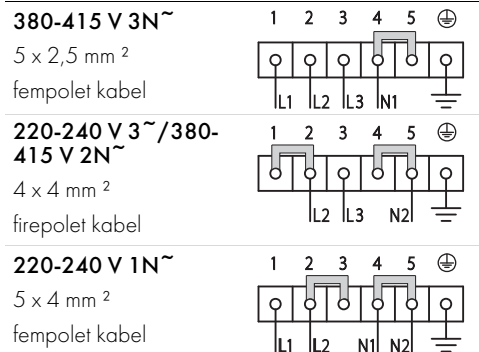 380-415 V 3N~
5 x 2,5 mm ²
fempolet kabel
1 2 3 4 5
L1 L2 L3 N1
220-240 V 3~/380-
415 V 2N~
4 x 4 mm ²
firepolet kabel
1 2 3 4 5
L2 L3 N2
220-240 V 1N~
5 x 4 mm ²
fempolet kabel
1 2 3 4 5
L1 L2 N1 N2